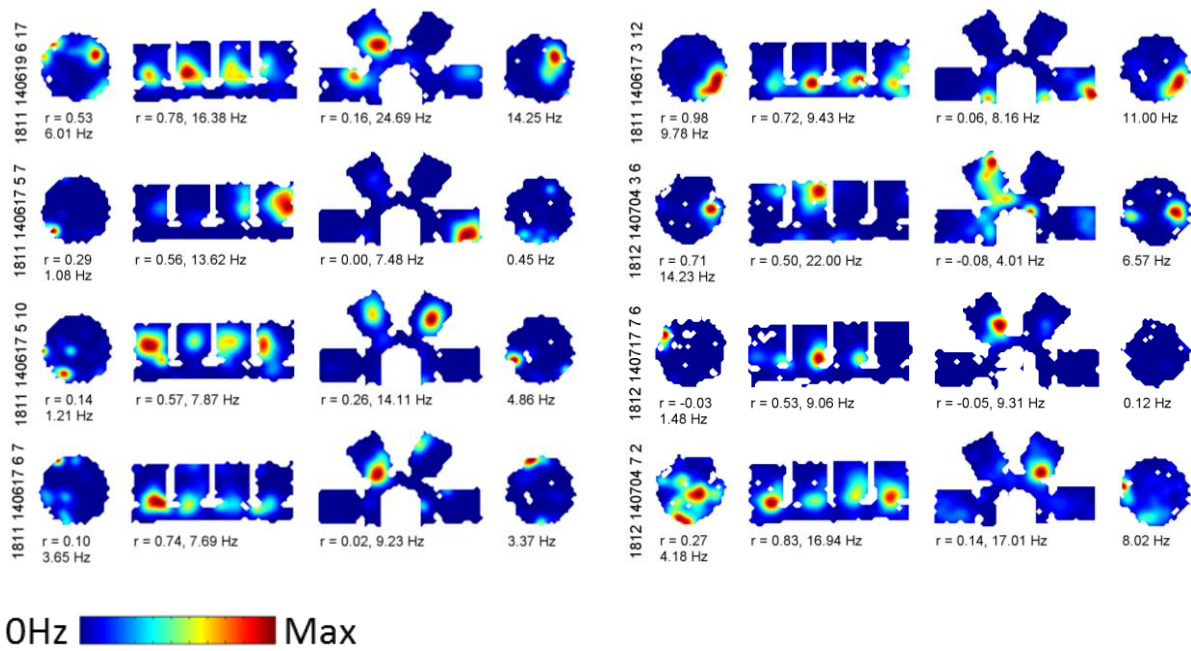 1811 140619 6 17
r = 0.53
6.01 Hz
r = 0.78, 16.38 Hz
r = 0.16, 24.69 Hz
14.25 Hz
1811 140617 3 12
r = 0.98
9.78 Hz
r = 0.72, 9.43 Hz
r = 0.06, 8.16 Hz
11.00 Hz
1811 140617 5 7
r = 0.29
1.08 Hz
r = 0.56, 13.62 Hz
r = 0.00, 7.48 Hz
0.45 Hz
1812 140704 3 6
r = 0.71
14.23 Hz
r = 0.50, 22.00 Hz
r = -0.08, 4.01 Hz
6.57 Hz
1811 140617 5 10
r = 0.14
1.21 Hz
r = 0.57, 7.87 Hz
r = 0.26, 14.11 Hz
4.86 Hz
1812 140717 7 6
r = -0.03
1.48 Hz
r = 0.53, 9.06 Hz
r = -0.05, 9.31 Hz
0.12 Hz
1811 140617 6 7
r = 0.10
3.65 Hz
r = 0.74, 7.69 Hz
r = 0.02, 9.23 Hz
3.37 Hz
1812 140704 7 2
r = 0.27
4.18 Hz
r = 0.83, 16.94 Hz
r = 0.14, 17.01 Hz
8.02 Hz
0Hz
Max